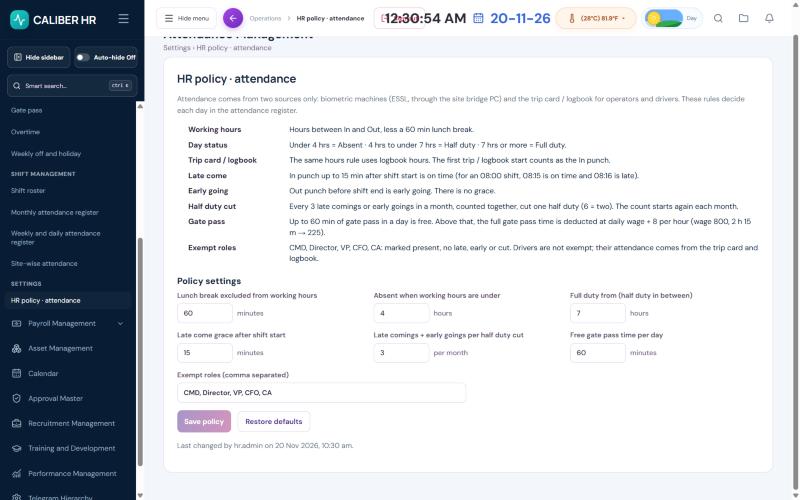 CALIBER HR
Hide sidebar
Auto-hide Off
Smart search...
Ctrl K
Gate pass
Overtime
Weekly off and holiday
SHIFT MANAGEMENT
Shift roster
Monthly attendance register
Weekly and daily attendance
register
Site-wise attendance
SETTINGS
HR policy · attendance
Payroll Management
Asset Management
Calendar
Approval Master
Recruitment Management
Training and Development
Performance Management
Telegram Hierarchy
Hide menu
Operations › HR policy · attendance
12:30:54 AM
20-11-26
(28°C) 81.9°F
Day
Attendance Management
Settings › HR policy · attendance
HR policy · attendance
Attendance comes from two sources only: biometric machines (ESSL, through the site bridge PC) and the trip card / logbook for operators and drivers. These rules decide
each day in the attendance register.
Working hours Hours between In and Out, less a 60 min lunch break.
Day status Under 4 hrs = Absent · 4 hrs to under 7 hrs = Half duty · 7 hrs or more = Full duty.
Trip card / logbook The same hours rule uses logbook hours. The first trip / logbook start counts as the In punch.
Late come In punch up to 15 min after shift start is on time (for an 08:00 shift, 08:15 is on time and 08:16 is late).
Early going Out punch before shift end is early going. There is no grace.
Half duty cut Every 3 late comings or early goings in a month, counted together, cut one half duty (6 = two). The count starts again each month.
Gate pass Up to 60 min of gate pass in a day is free. Above that, the full gate pass time is deducted at daily wage ÷ 8 per hour (wage 800, 2 h 15
m → 225).
Exempt roles CMD, Director, VP, CFO, CA: marked present, no late, early or cut. Drivers are not exempt; their attendance comes from the trip card and
logbook.
Policy settings
Lunch break excluded from working hours
60 minutes
Absent when working hours are under
4 hours
Full duty from (half duty in between)
7 hours
Late come grace after shift start
15 minutes
Late comings + early goings per half duty cut
3 per month
Free gate pass time per day
60 minutes
Exempt roles (comma separated)
CMD, Director, VP, CFO, CA
Save policy
Restore defaults
Last changed by hr.admin on 20 Nov 2026, 10:30 am.